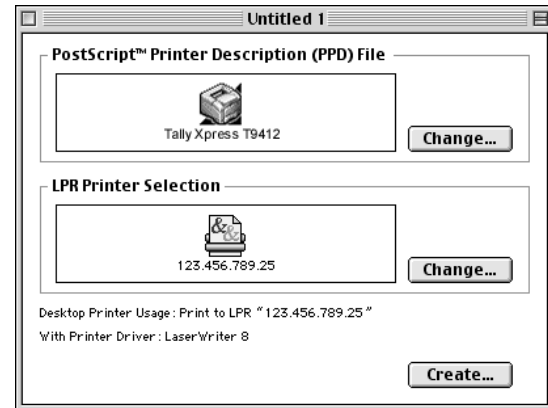 Untitled 1
PostScript™ Printer Description (PPD) File
Tally Xpress T9412
Change...
LPR Printer Selection
&&
123.456.789.25
Change...
Desktop Printer Usage : Print to LPR “123.456.789.25”
With Printer Driver : LaserWriter 8
Create...